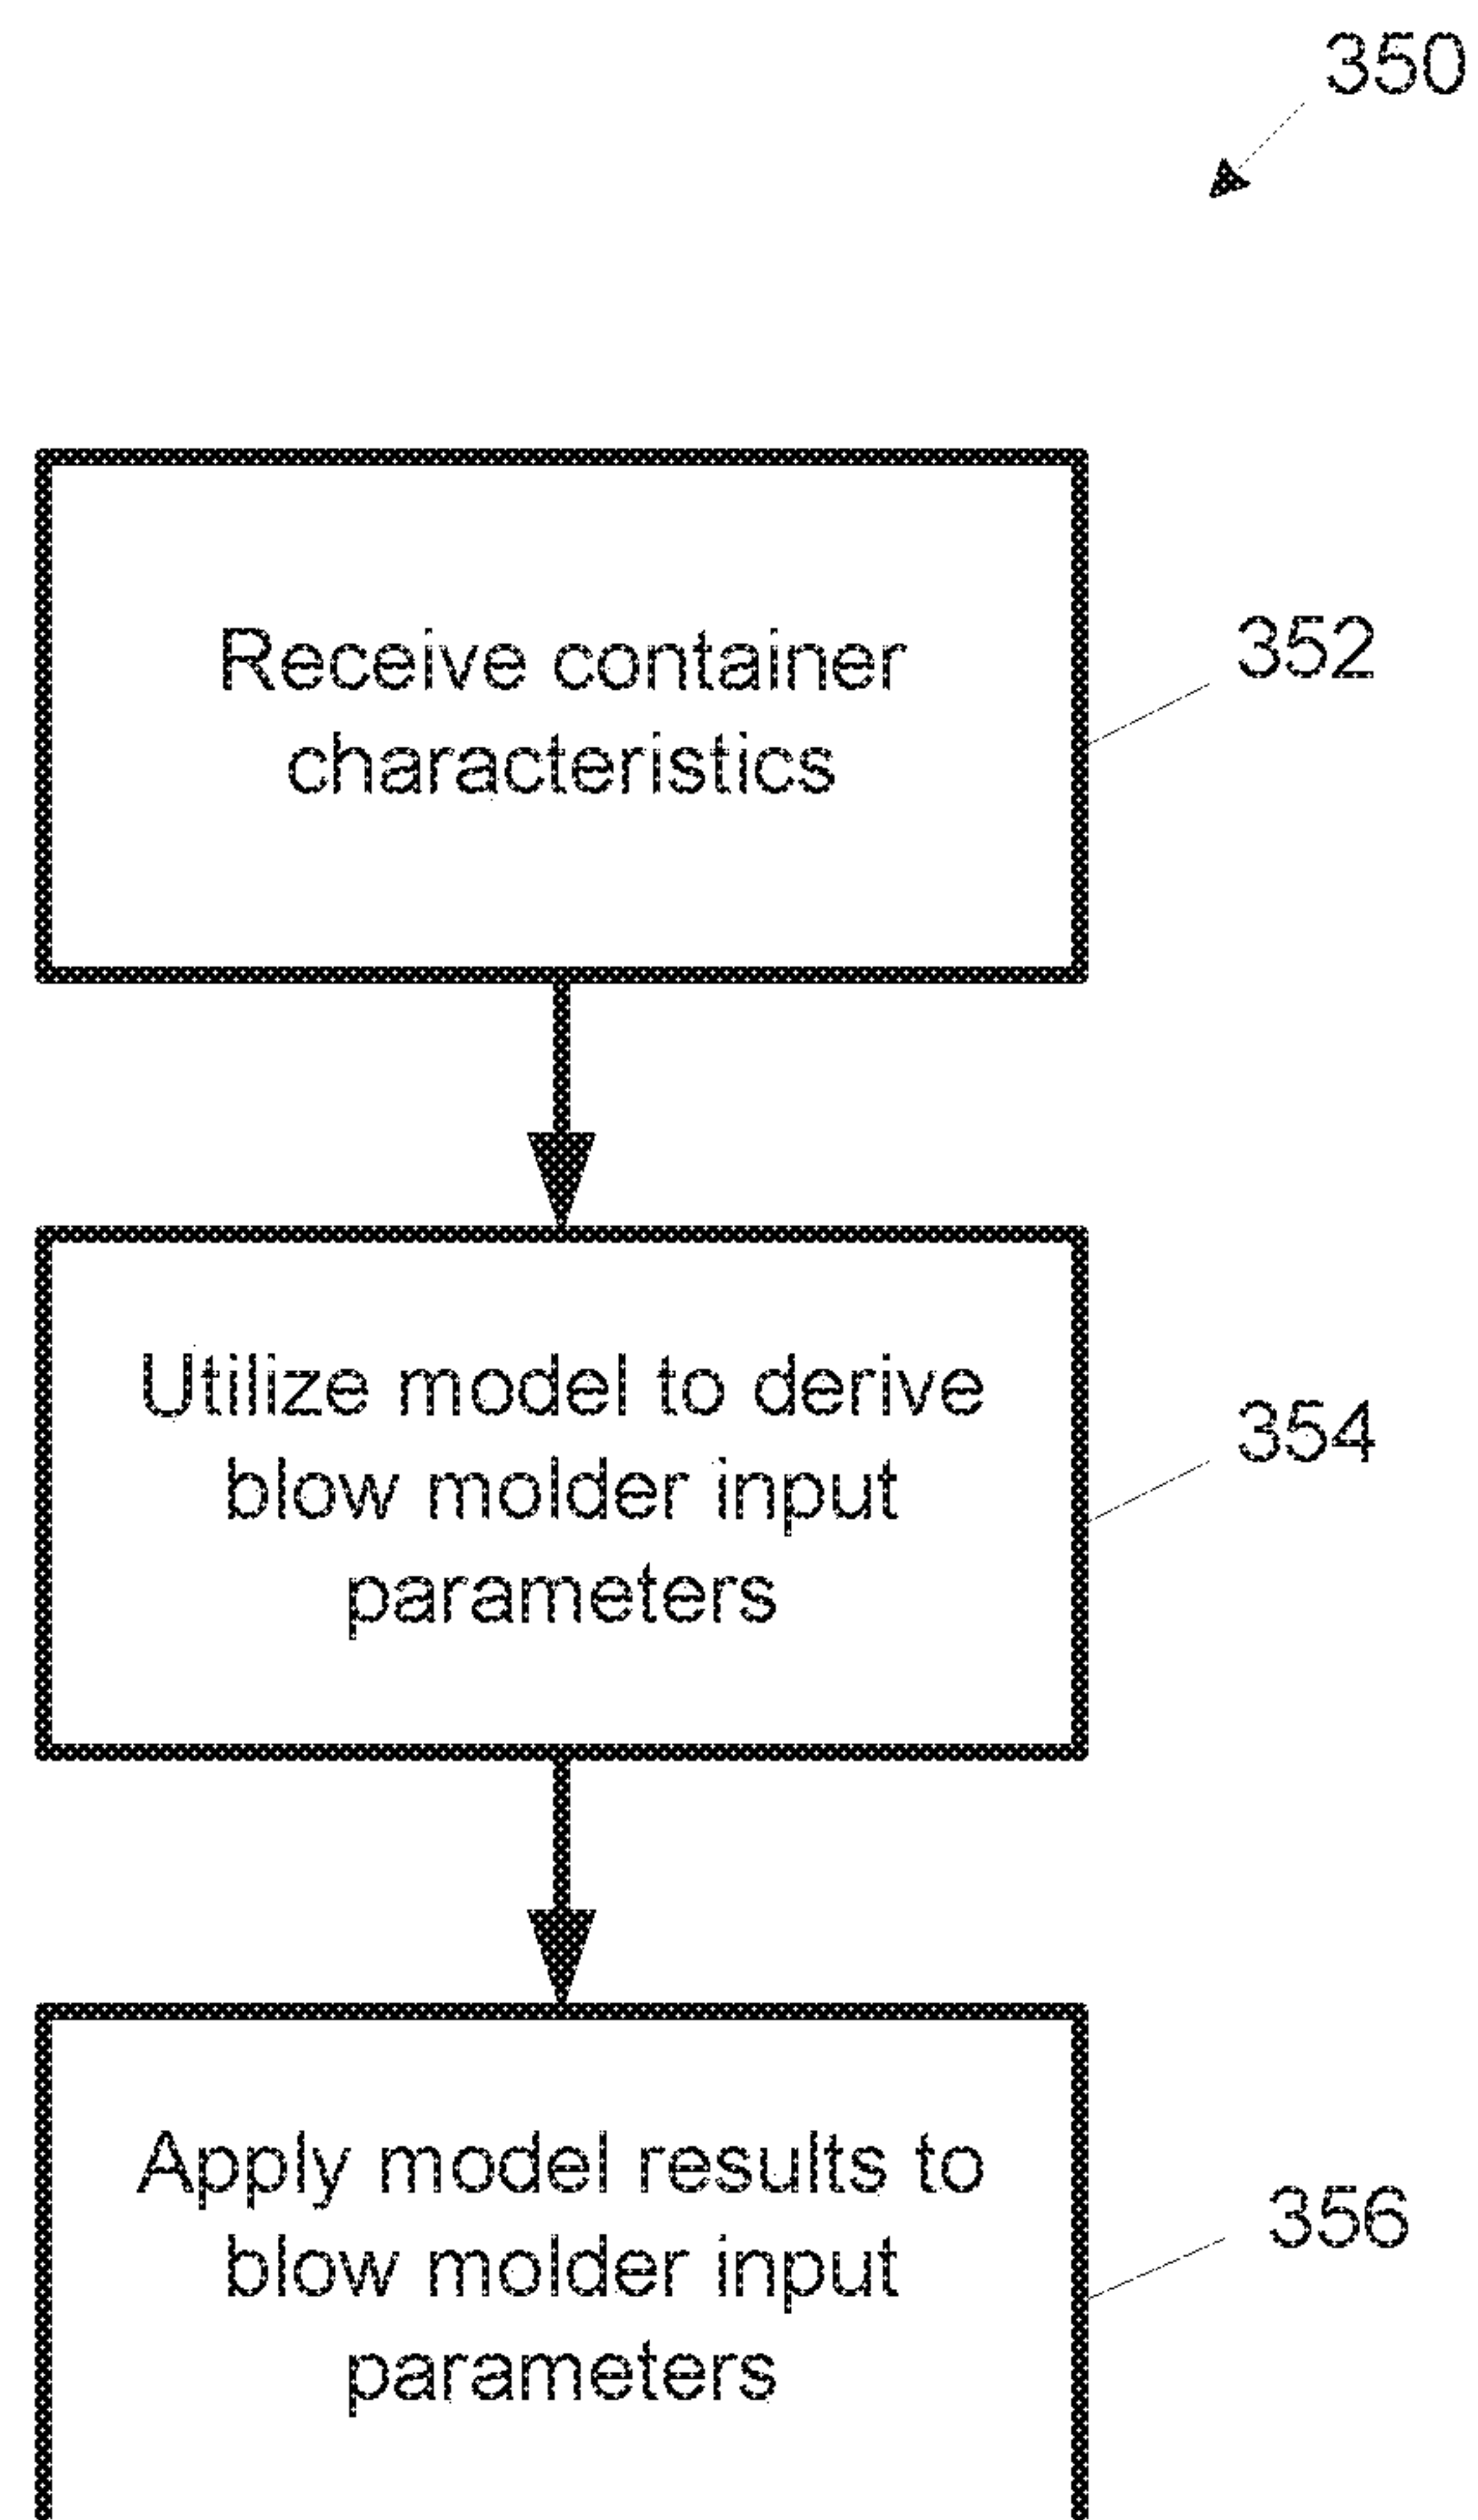 350
Receive container
characteristics
352
Utilize model to derive
blow molder input
parameters
354
Apply model results to
blow molder input
parameters
356